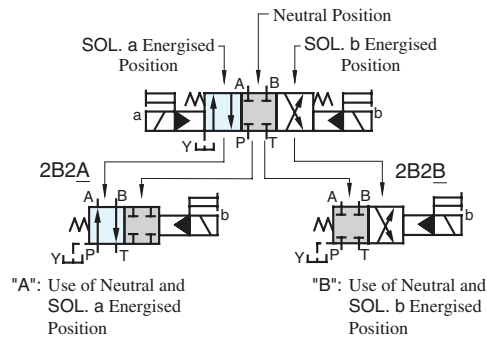 Neutral Position
SOL. a Energised
Position
SOL. b Energised
Position
A B
a
b
Y
P T
2B2A
2B2B
A B
b
Y P T
A B
b
Y P T
"A": Use of Neutral and
SOL. a Energised
Position
"B": Use of Neutral and
SOL. b Energised
Position